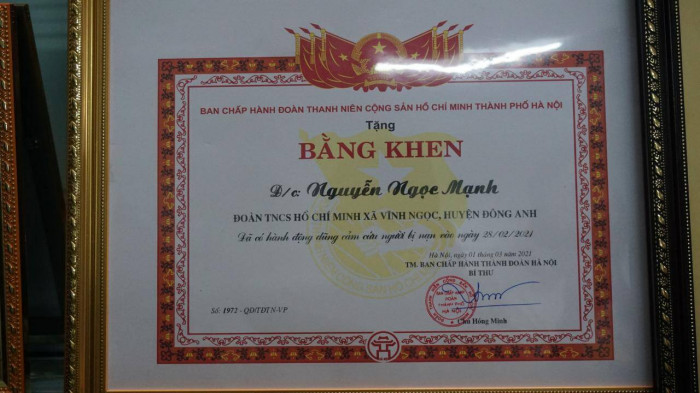 BAN CHẤP HÀNH ĐOÀN THANH NIÊN CỘNG SẢN HỒ CHÍ MINH THÀNH PHỐ HÀ NỘI
Tặng
BẰNG KHEN
Đ/c: Nguyễn Ngọc Mạnh
ĐOÀN TNCS HỒ CHÍ MINH XÃ VĨNH NGỌC, HUYỆN ĐÔNG ANH
Đã có hành động dũng cảm cứu người bị nạn vào ngày 28/02/2021
Hà Nội, ngày 01 tháng 03 năm 2021
TM. BAN CHẤP HÀNH THÀNH ĐOÀN HÀ NỘI
BÍ THƯ
Số: 1972 - QĐ/TĐTN-VP
Chu Hồng Minh